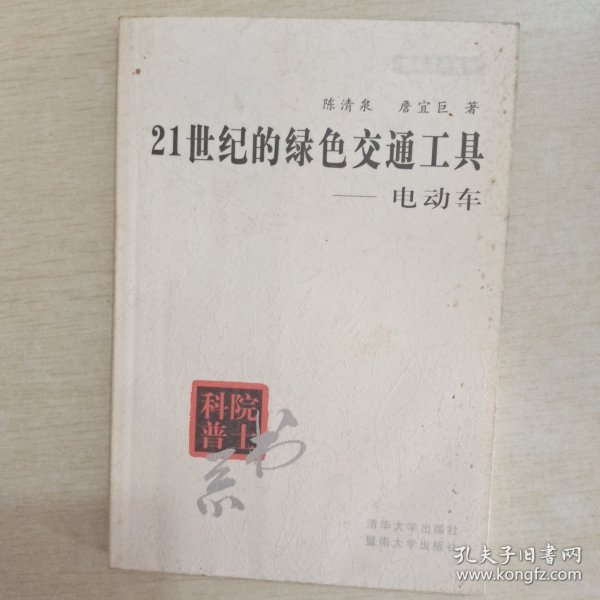 陈清泉 詹宜巨 著
21世纪的绿色交通工具
—— 电动车
科院
普士
书系
清华大学出版社
暨南大学出版社
孔夫子旧书网
www.kongfz.com